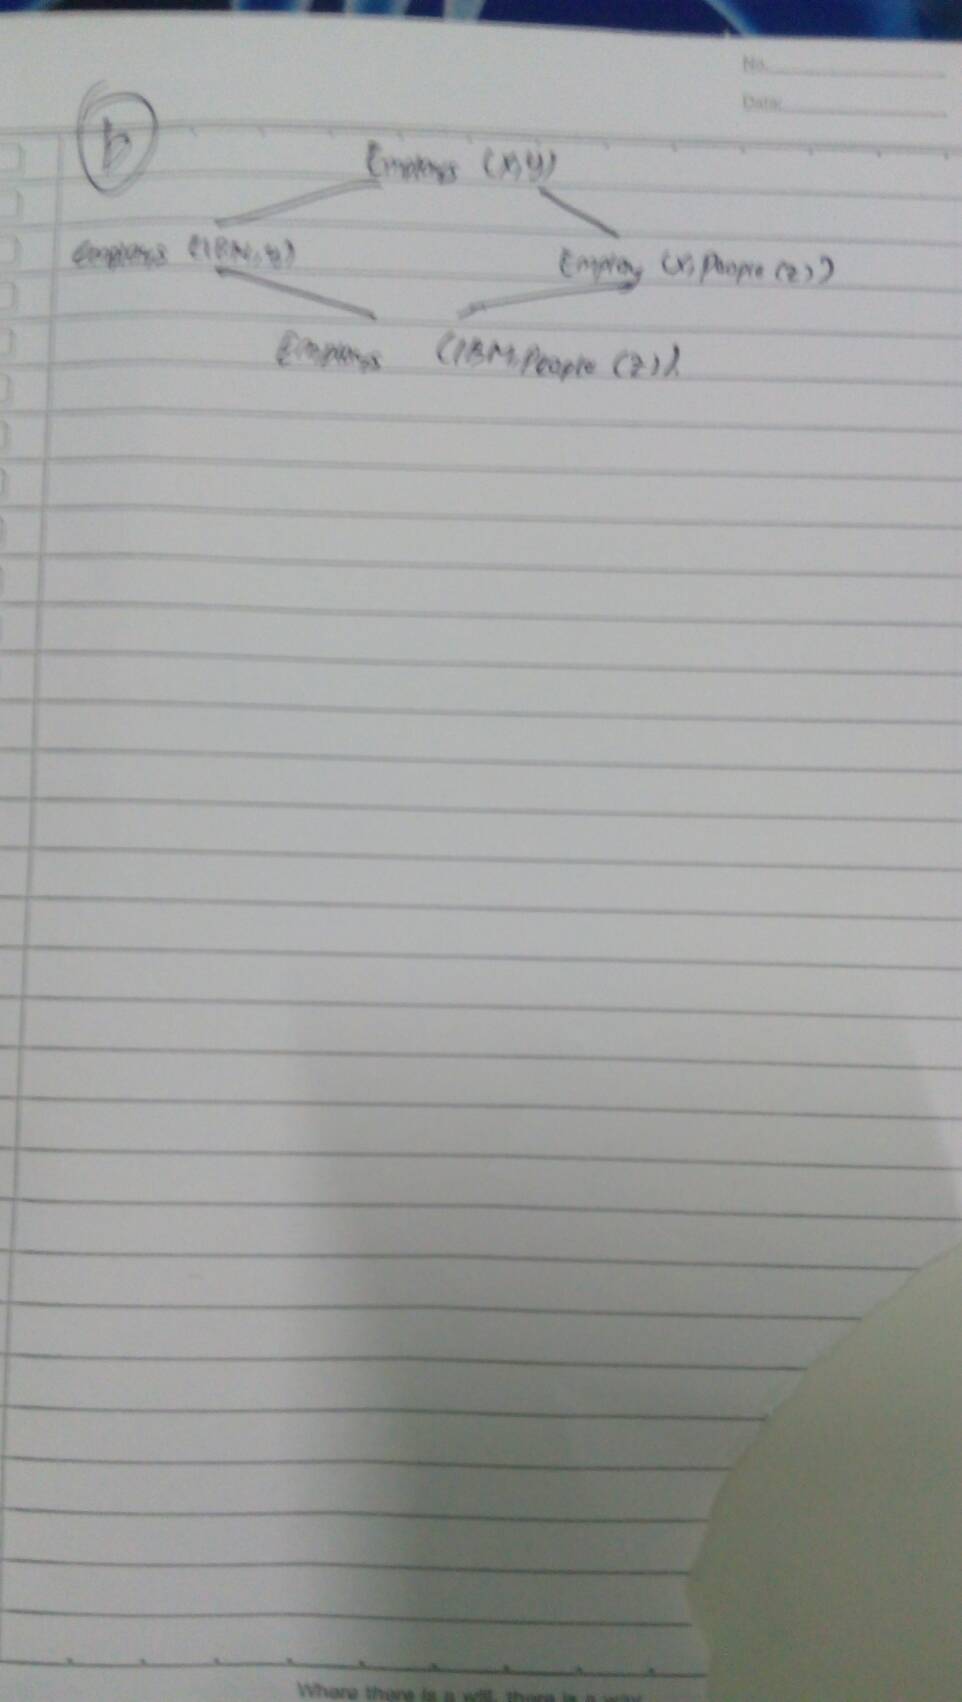 No.
Date:
b
Employs (x,y)
Employs (IBM,y) Employ (x,People(z))
Employs (IBM,People(z)).
Where there is a will, there is a way